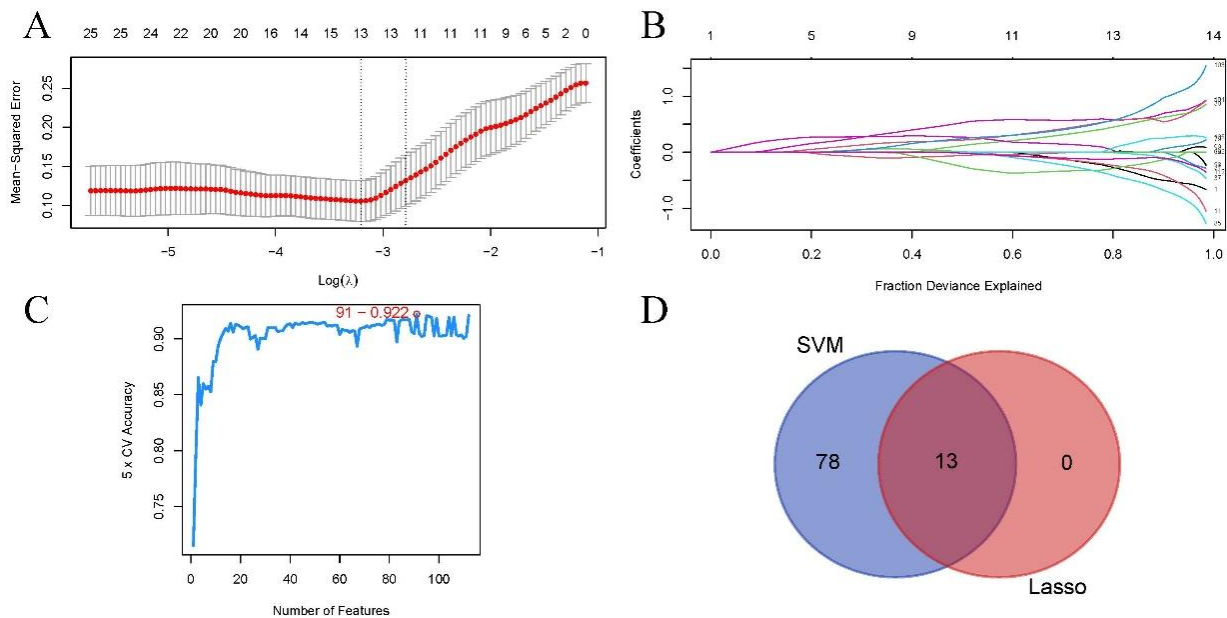 A
25 25 24 22 20 20 16 14 15 13 13 11 11 11 9 6 5 2 0
Mean−Squared Error
0.25
0.20
0.15
0.10
−5 −4 −3 −2 −1
Log(λ)
B
1 5 9 11 13 14
Coefficients
1.0
0.0
−1.0
0.0 0.2 0.4 0.6 0.8 1.0
Fraction Deviance Explained
C
91 − 0.922
5 x CV Accuracy
0.90
0.85
0.80
0.75
0 20 40 60 80 100
Number of Features
D
SVM
78 13 0
Lasso